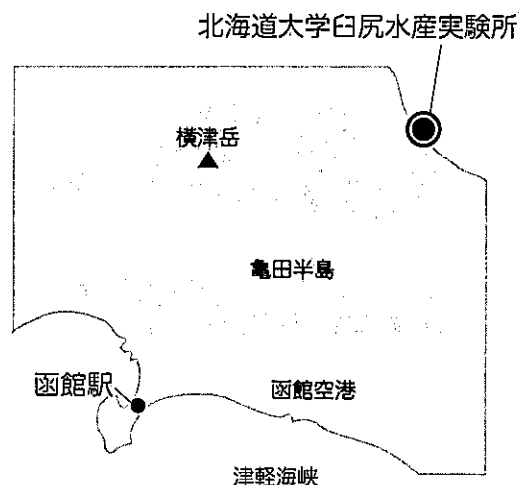 北海道大学臼尻水産実験所
横津岳
亀田半島
函館駅
函館空港
津軽海峡